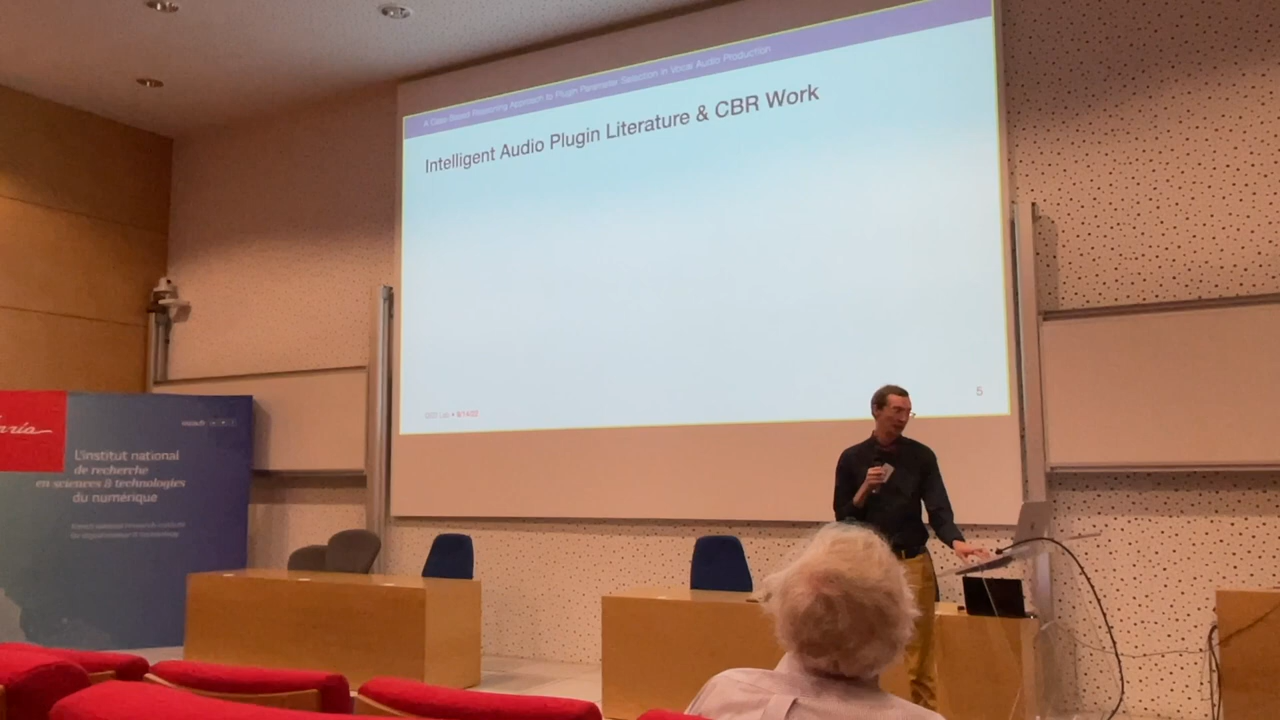 A Case-Based Reasoning Approach to Plugin Parameter Selection in Vocal Audio Production
Intelligent Audio Plugin Literature & CBR Work
5
L'institut national
de recherche
en sciences & technologies
du numérique